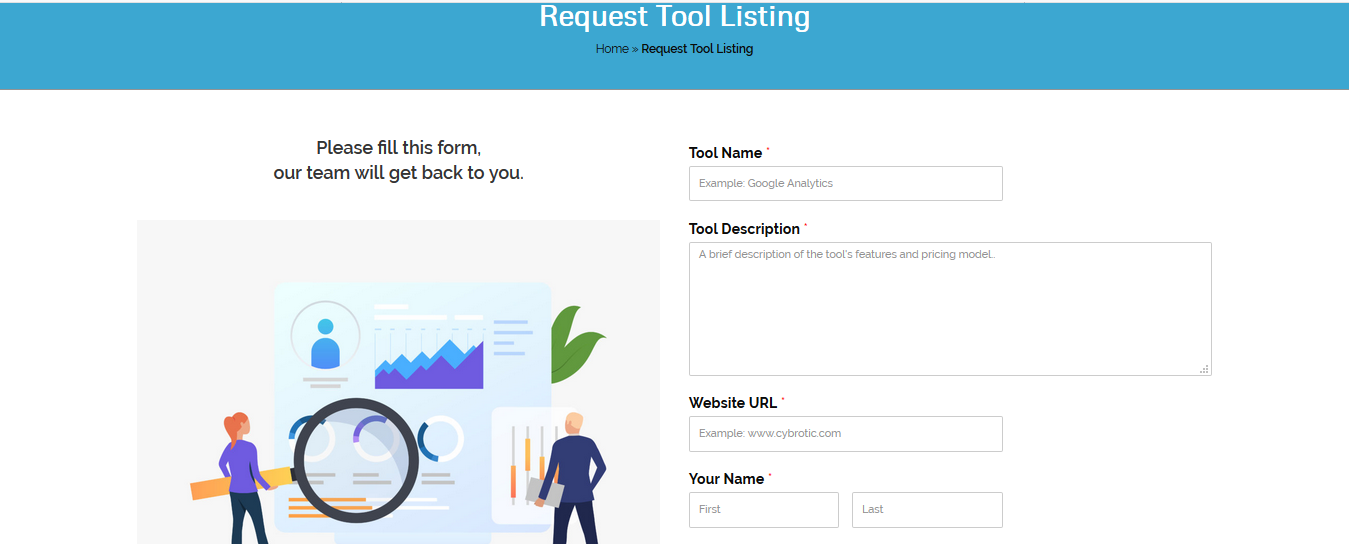 Request Tool Listing
Home » Request Tool Listing
Please fill this form,
our team will get back to you.
Tool Name *
Example: Google Analytics
Tool Description *
A brief description of the tool's features and pricing model..
Website URL *
Example: www.cybrotic.com
Your Name *
First
Last